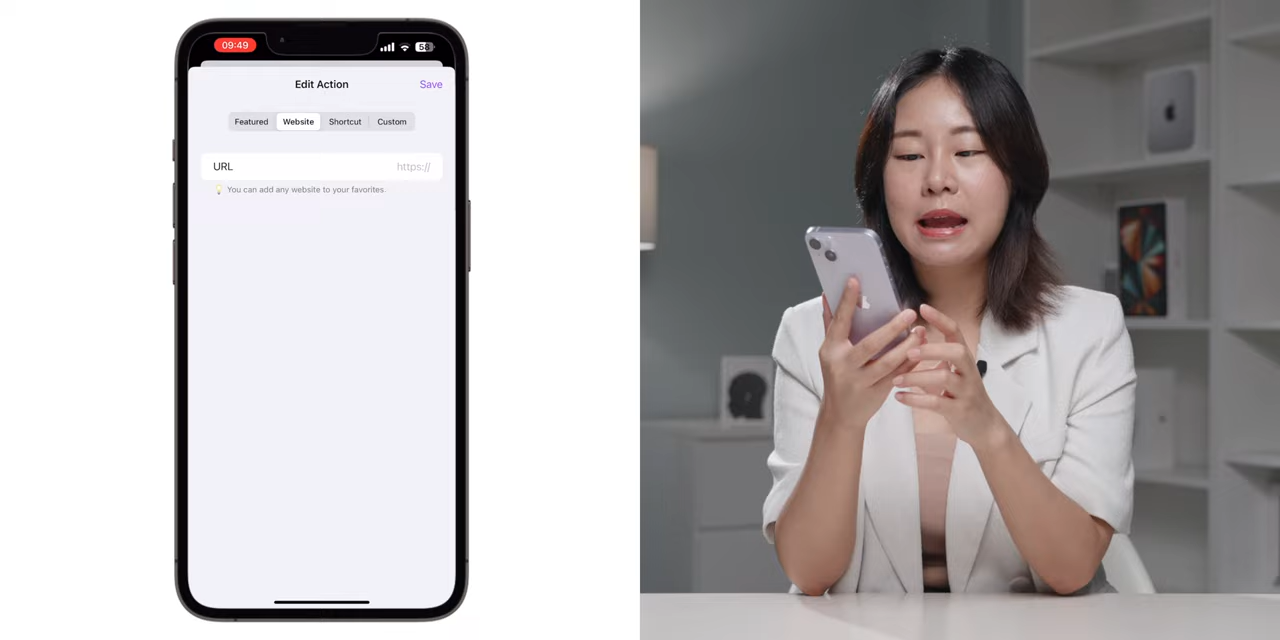 09:49
58
Edit Action
Save
Featured
Website
Shortcut
Custom
URL
https://
You can add any website to your favorites.